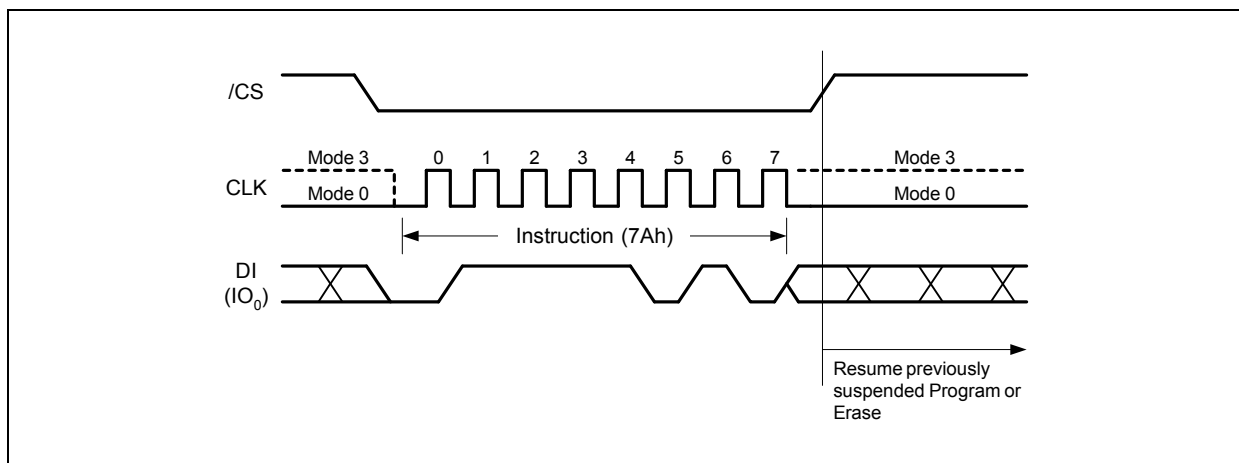 /CS
Mode 3 0 1 2 3 4 5 6 7 Mode 3
CLK
Mode 0 Mode 0
Instruction (7Ah)
DI
(IO₀)
Resume previously
suspended Program or
Erase